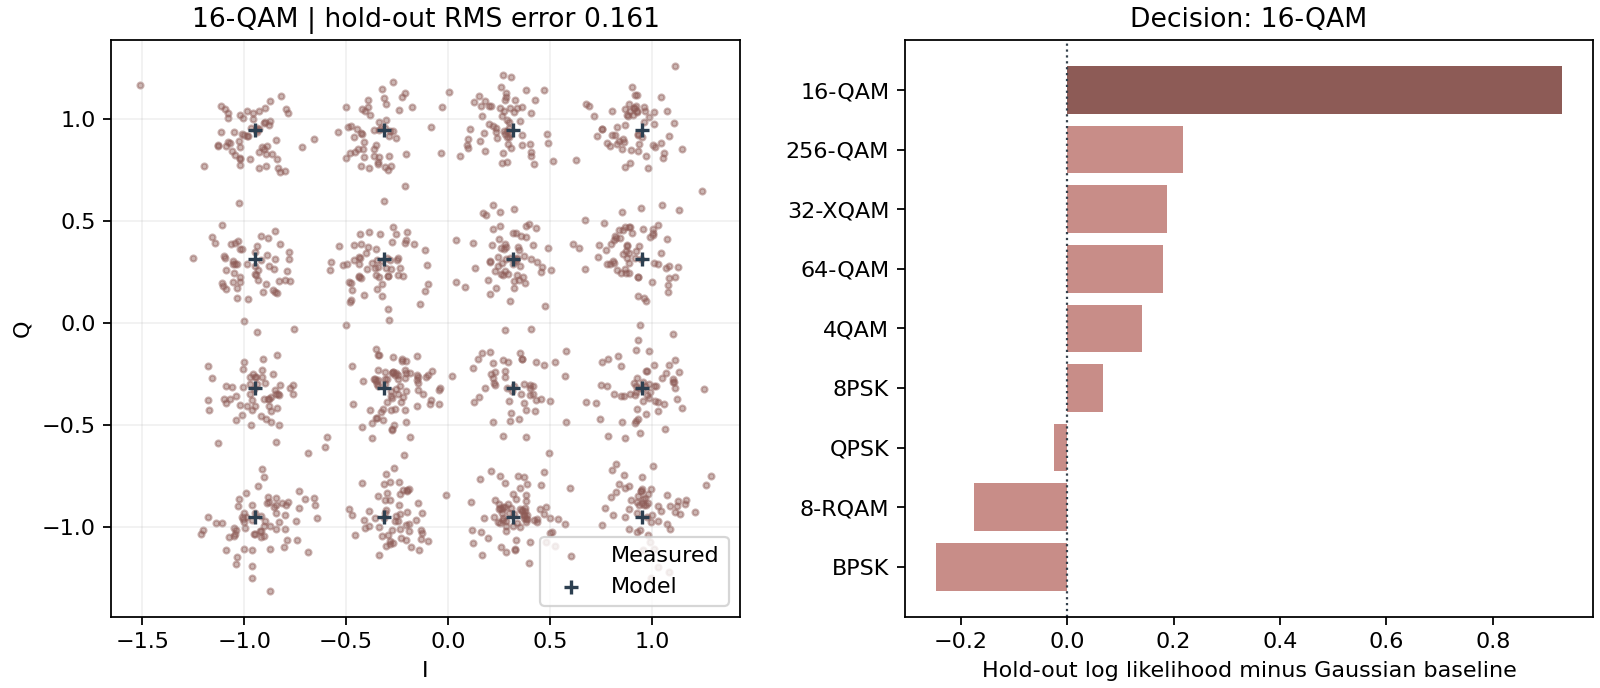 16-QAM | hold-out RMS error 0.161
Q
1.0
0.5
0.0
−0.5
−1.0
−1.5
−1.0
−0.5
0.0
0.5
1.0
I
Measured
Model
Decision: 16-QAM
16-QAM
256-QAM
32-XQAM
64-QAM
4QAM
8PSK
QPSK
8-RQAM
BPSK
−0.2
0.0
0.2
0.4
0.6
0.8
Hold-out log likelihood minus Gaussian baseline